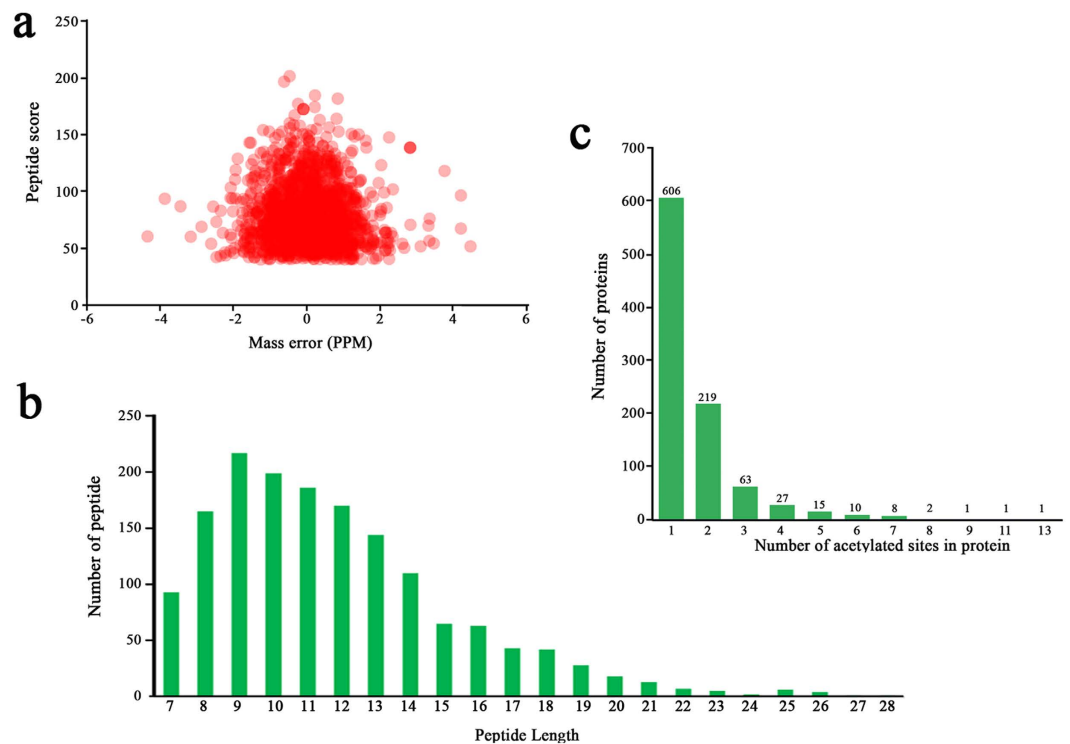 a
250
200
150
100
50
0
-6 -4 -2 0 2 4 6
Peptide score
Mass error (PPM)
b
250
200
150
100
50
0
7 8 9 10 11 12 13 14 15 16 17 18 19 20 21 22 23 24 25 26 27 28
Number of peptide
Peptide Length
c
700
600
500
400
300
200
100
0
606 219 63 27 15 10 8 2 1 1 1
1 2 3 4 5 6 7 8 9 11 13
Number of proteins
Number of acetylated sites in protein